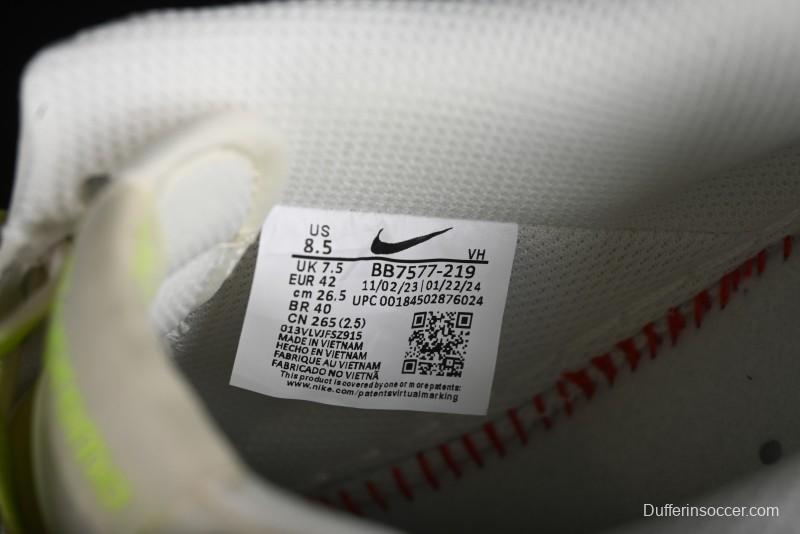 US
8.5
VH
UK 7.5
EUR 42
cm 26.5
BR 40
CN 265 (2.5)
BB7577-219
11/02/23|01/22/24
UPC 00184502876024
013VLVJFSZ915
MADE IN VIETNAM
HECHO EN VIETNAM
FABRIQUE AU VIETNAM
FABRICADO NO VIETNÃ
This product is covered by one or more patents:
www.nike.com/patentsvirtualmarking
Dufferinsoccer.com